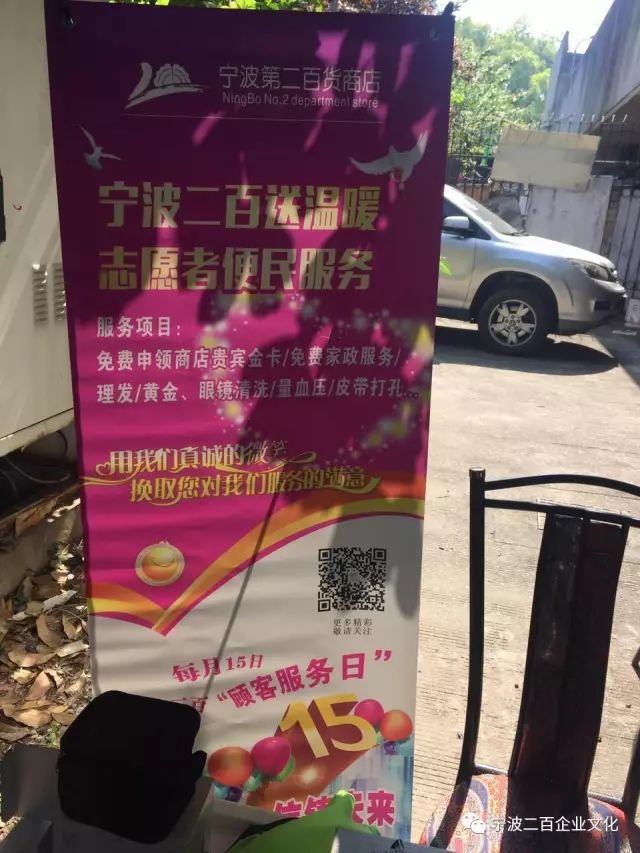 宁波第二百货商店
NingBo No.2 department store
宁波二百送温暖
志愿者便民服务
服务项目：
免费申领商店贵宾金卡/免费家政服务/
理发/黄金、眼镜清洗/量血压/皮带打孔...
用我们真诚的微笑
换取您对我们服务的满意
更多精彩
敬请关注
每月15日
“顾客服务日”
15
来
宁波二百企业文化